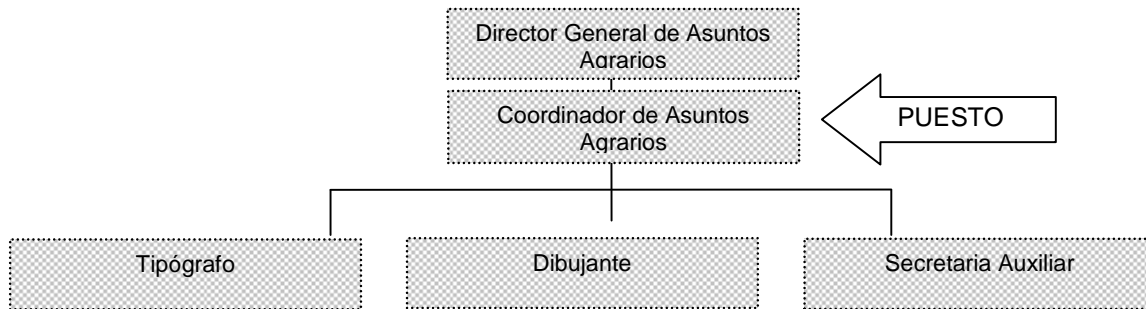 Director General de Asuntos
Agrarios
Coordinador de Asuntos
Agrarios
PUESTO
Tipógrafo
Dibujante
Secretaria Auxiliar